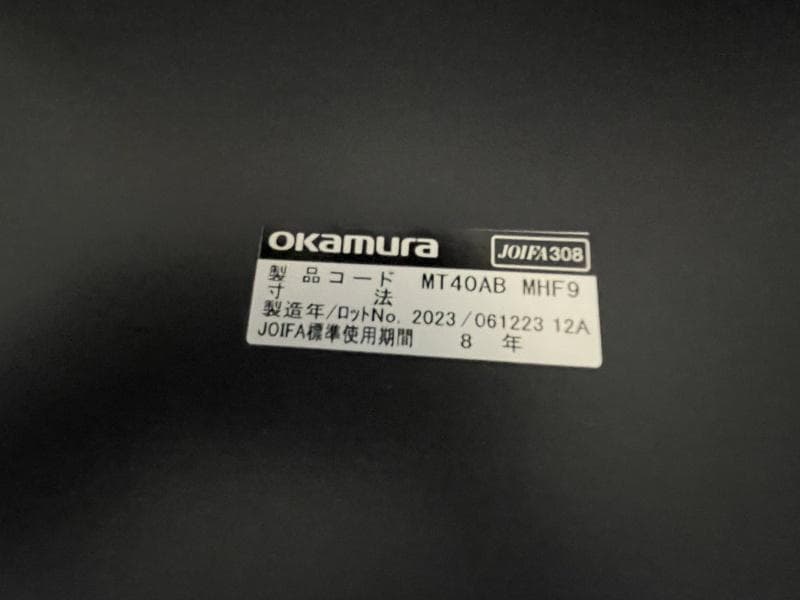 okamura JOIFA308
製品コード MT40AB MHF9
寸法
製造年/ロットNo. 2023/061223 12A
JOIFA標準使用期間 8 年